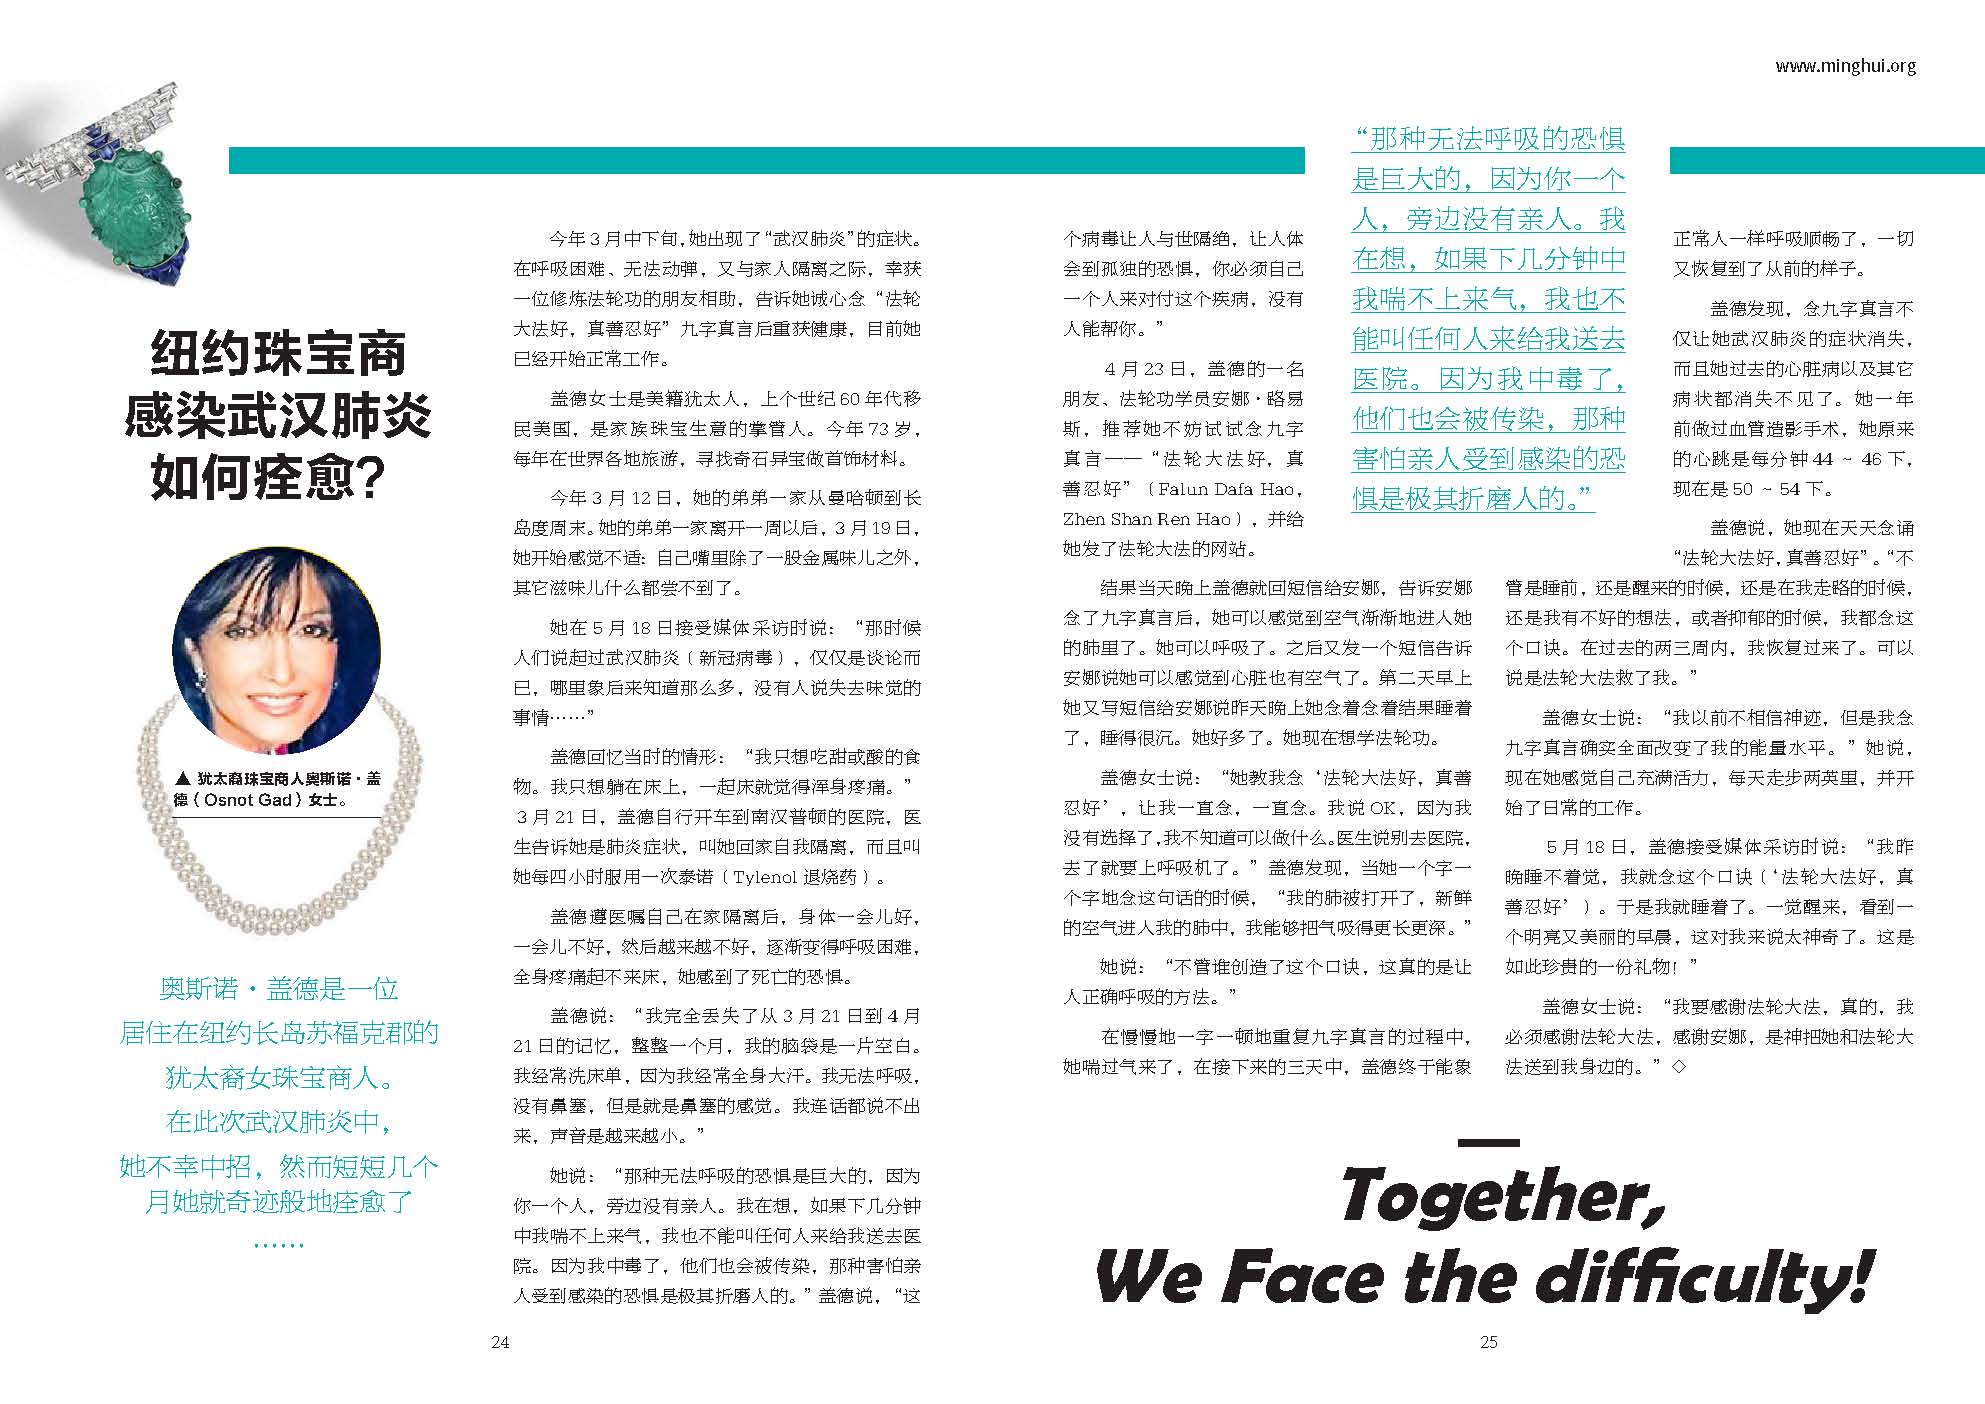 www.minghui.org
纽约珠宝商
感染武汉肺炎
如何痊愈？
▲ 犹太裔珠宝商人奥斯诺·盖
德（Osnot Gad）女士。
奥斯诺·盖德是一位
居住在纽约长岛苏福克郡的
犹太裔女珠宝商人。
在此次武汉肺炎中，
她不幸中招，然而短短几个
月她就奇迹般地痊愈了
……
今年 3 月中下旬，她出现了“武汉肺炎”的症状。
在呼吸困难、无法动弹，又与家人隔离之际，幸获
一位修炼法轮功的朋友相助，告诉她诚心念“法轮
大法好，真善忍好”九字真言后重获健康，目前她
已经开始正常工作。
盖德女士是美籍犹太人，上个世纪 60 年代移
民美国，是家族珠宝生意的掌管人。今年 73 岁，
每年在世界各地旅游，寻找奇石异宝做首饰材料。
今年 3 月 12 日，她的弟弟一家从曼哈顿到长
岛度周末。她的弟弟一家离开一周以后，3 月 19 日，
她开始感觉不适：自己嘴里除了一股金属味儿之外，
其它滋味儿什么都尝不到了。
她在 5 月 18 日接受媒体采访时说：“那时候
人们说起过武汉肺炎（新冠病毒），仅仅是谈论而
已，哪里象后来知道那么多，没有人说失去味觉的
事情……”
盖德回忆当时的情形：“我只想吃甜或酸的食
物。我只想躺在床上，一起床就觉得浑身疼痛。”
3 月 21 日，盖德自行开车到南汉普顿的医院，医
生告诉她是肺炎症状，叫她回家自我隔离，而且叫
她每四小时服用一次泰诺（Tylenol 退烧药）。
盖德遵医嘱自己在家隔离后，身体一会儿好，
一会儿不好，然后越来越不好，逐渐变得呼吸困难，
全身疼痛起不来床，她感到了死亡的恐惧。
盖德说：“我完全丢失了从 3 月 21 日到 4 月
21 日的记忆，整整一个月，我的脑袋是一片空白。
我经常洗床单，因为我经常全身大汗。我无法呼吸，
没有鼻塞，但是就是鼻塞的感觉。我连话都说不出
来，声音是越来越小。”
她说：“那种无法呼吸的恐惧是巨大的，因为
你一个人，旁边没有亲人。我在想，如果下几分钟
中我喘不上来气，我也不能叫任何人来给我送去医
院。因为我中毒了，他们也会被传染，那种害怕亲
人受到感染的恐惧是极其折磨人的。”盖德说，“这
24
个病毒让人与世隔绝，让人体
会到孤独的恐惧，你必须自己
一个人来对付这个疾病，没有
人能帮你。”
4 月 23 日，盖德的一名
朋友、法轮功学员安娜·路易
斯，推荐她不妨试试念九字
真言——“法轮大法好，真
善忍好”（Falun Dafa Hao，
Zhen Shan Ren Hao），并给
她发了法轮大法的网站。
结果当天晚上盖德就回短信给安娜，告诉安娜
念了九字真言后，她可以感觉到空气渐渐地进入她
的肺里了。她可以呼吸了。之后又发一个短信告诉
安娜说她可以感觉到心脏也有空气了。第二天早上
她又写短信给安娜说昨天晚上她念着念着结果睡着
了，睡得很沉。她好多了。她现在想学法轮功。
盖德女士说：“她教我念‘法轮大法好，真善
忍好’，让我一直念，一直念。我说 OK，因为我
没有选择了，我不知道可以做什么。医生说别去医院，
去了就要上呼吸机了。”盖德发现，当她一个字一
个字地念这句话的时候，“我的肺被打开了，新鲜
的空气进入我的肺中，我能够把气吸得更长更深。”
她说：“不管谁创造了这个口诀，这真的是让
人正确呼吸的方法。”
在慢慢地一字一顿地重复九字真言的过程中，
她喘过气来了，在接下来的三天中，盖德终于能象
“那种无法呼吸的恐惧
是巨大的，因为你一个
人，旁边没有亲人。我
在想，如果下几分钟中
我喘不上来气，我也不
能叫任何人来给我送去
医院。因为我中毒了，
他们也会被传染，那种
害怕亲人受到感染的恐
惧是极其折磨人的。”
正常人一样呼吸顺畅了，一切
又恢复到了从前的样子。
盖德发现，念九字真言不
仅让她武汉肺炎的症状消失，
而且她过去的心脏病以及其它
病状都消失不见了。她一年
前做过血管造影手术，她原来
的心跳是每分钟 44 ~ 46 下，
现在是 50 ~ 54 下。
盖德说，她现在天天念诵
“法轮大法好，真善忍好”。“不
管是睡前，还是醒来的时候，还是在我走路的时候，
还是我有不好的想法，或者抑郁的时候，我都念这
个口诀。在过去的两三周内，我恢复过来了。可以
说是法轮大法救了我。”
盖德女士说：“我以前不相信神迹，但是我念
九字真言确实全面改变了我的能量水平。”她说，
现在她感觉自己充满活力，每天走步两英里，并开
始了日常的工作。
5 月 18 日，盖德接受媒体采访时说：“我昨
晚睡不着觉，我就念这个口诀（‘法轮大法好，真
善忍好’）。于是我就睡着了。一觉醒来，看到一
个明亮又美丽的早晨，这对我来说太神奇了。这是
如此珍贵的一份礼物！”
盖德女士说：“我要感谢法轮大法，真的，我
必须感谢法轮大法，感谢安娜，是神把她和法轮大
法送到我身边的。”◇
Together,
We Face the difficulty!
25